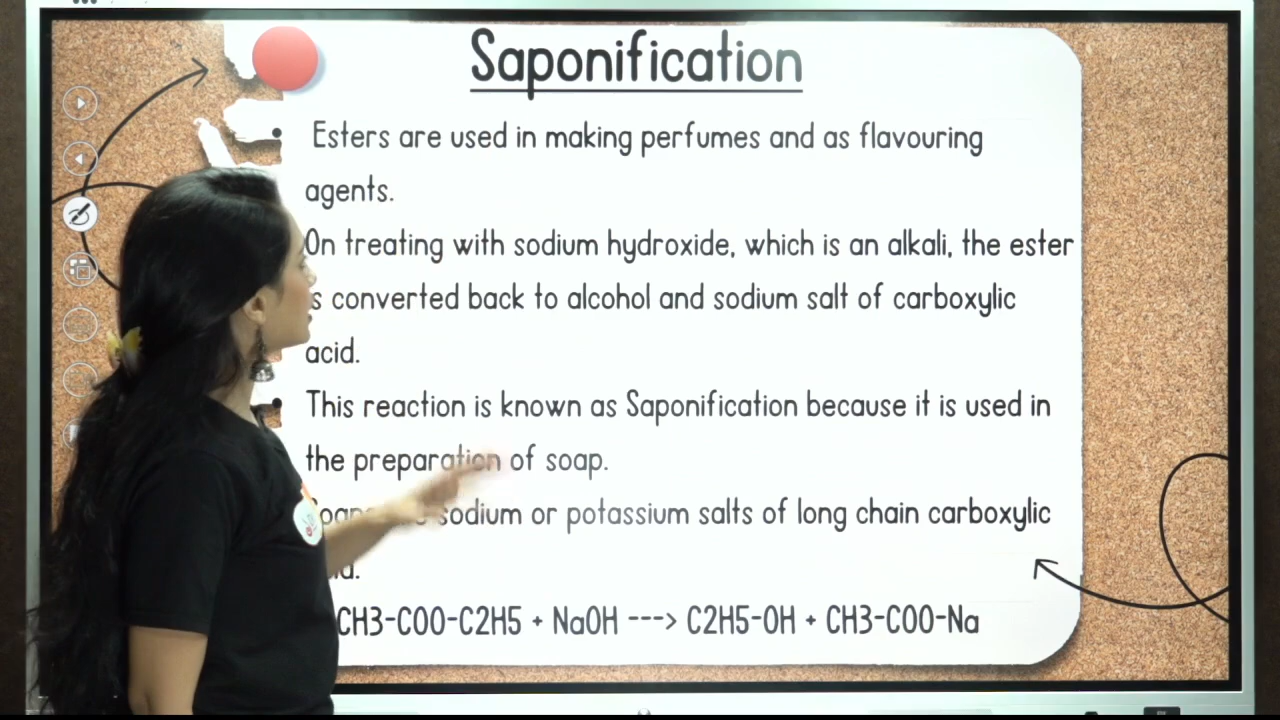 Saponification
• Esters are used in making perfumes and as flavouring
agents.
On treating with sodium hydroxide, which is an alkali, the ester
converted back to alcohol and sodium salt of carboxylic
acid.
• This reaction is known as Saponification because it is used in
the preparation of soap.
sodium or potassium salts of long chain carboxylic
CH3-COO-C2H5 + NaOH ---> C2H5-OH + CH3-COO-Na